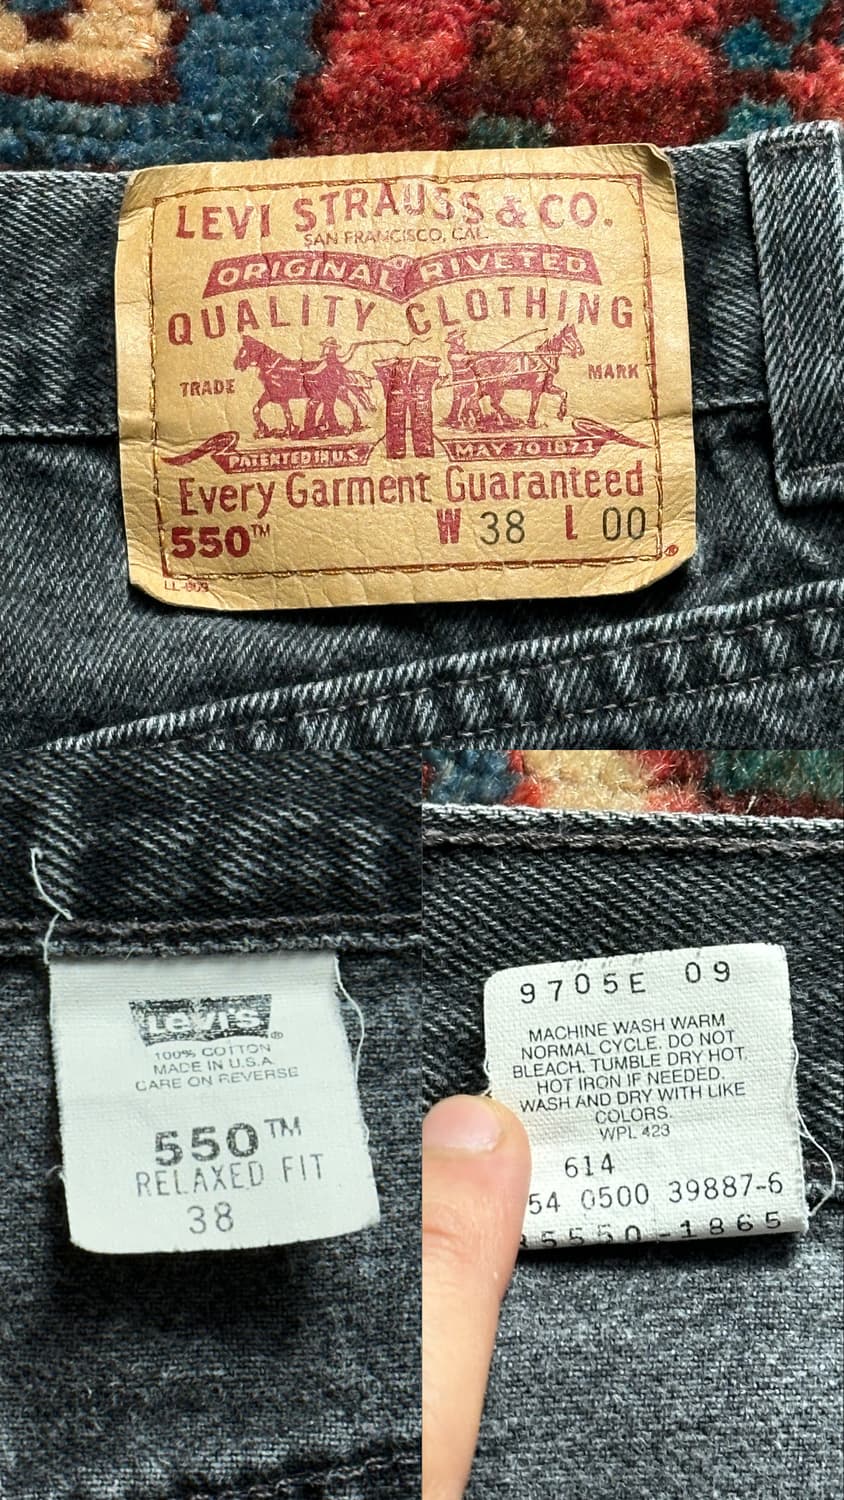 LEVI STRAUSS & CO.
SAN FRANCISCO, CAL.
ORIGINAL RIVETED
QUALITY CLOTHING
TRADE MARK
PATENTED IN U.S. MAY 20 1873
Every Garment Guaranteed
550™ W 38 L 00
LL-009 ®
Levi's®
100% COTTON
MADE IN U.S.A.
CARE ON REVERSE
550™
RELAXED FIT
38
9705E 09
MACHINE WASH WARM
NORMAL CYCLE. DO NOT
BLEACH. TUMBLE DRY HOT.
HOT IRON IF NEEDED.
WASH AND DRY WITH LIKE
COLORS.
WPL 423
614
54 0500 39887-6
5550-1865